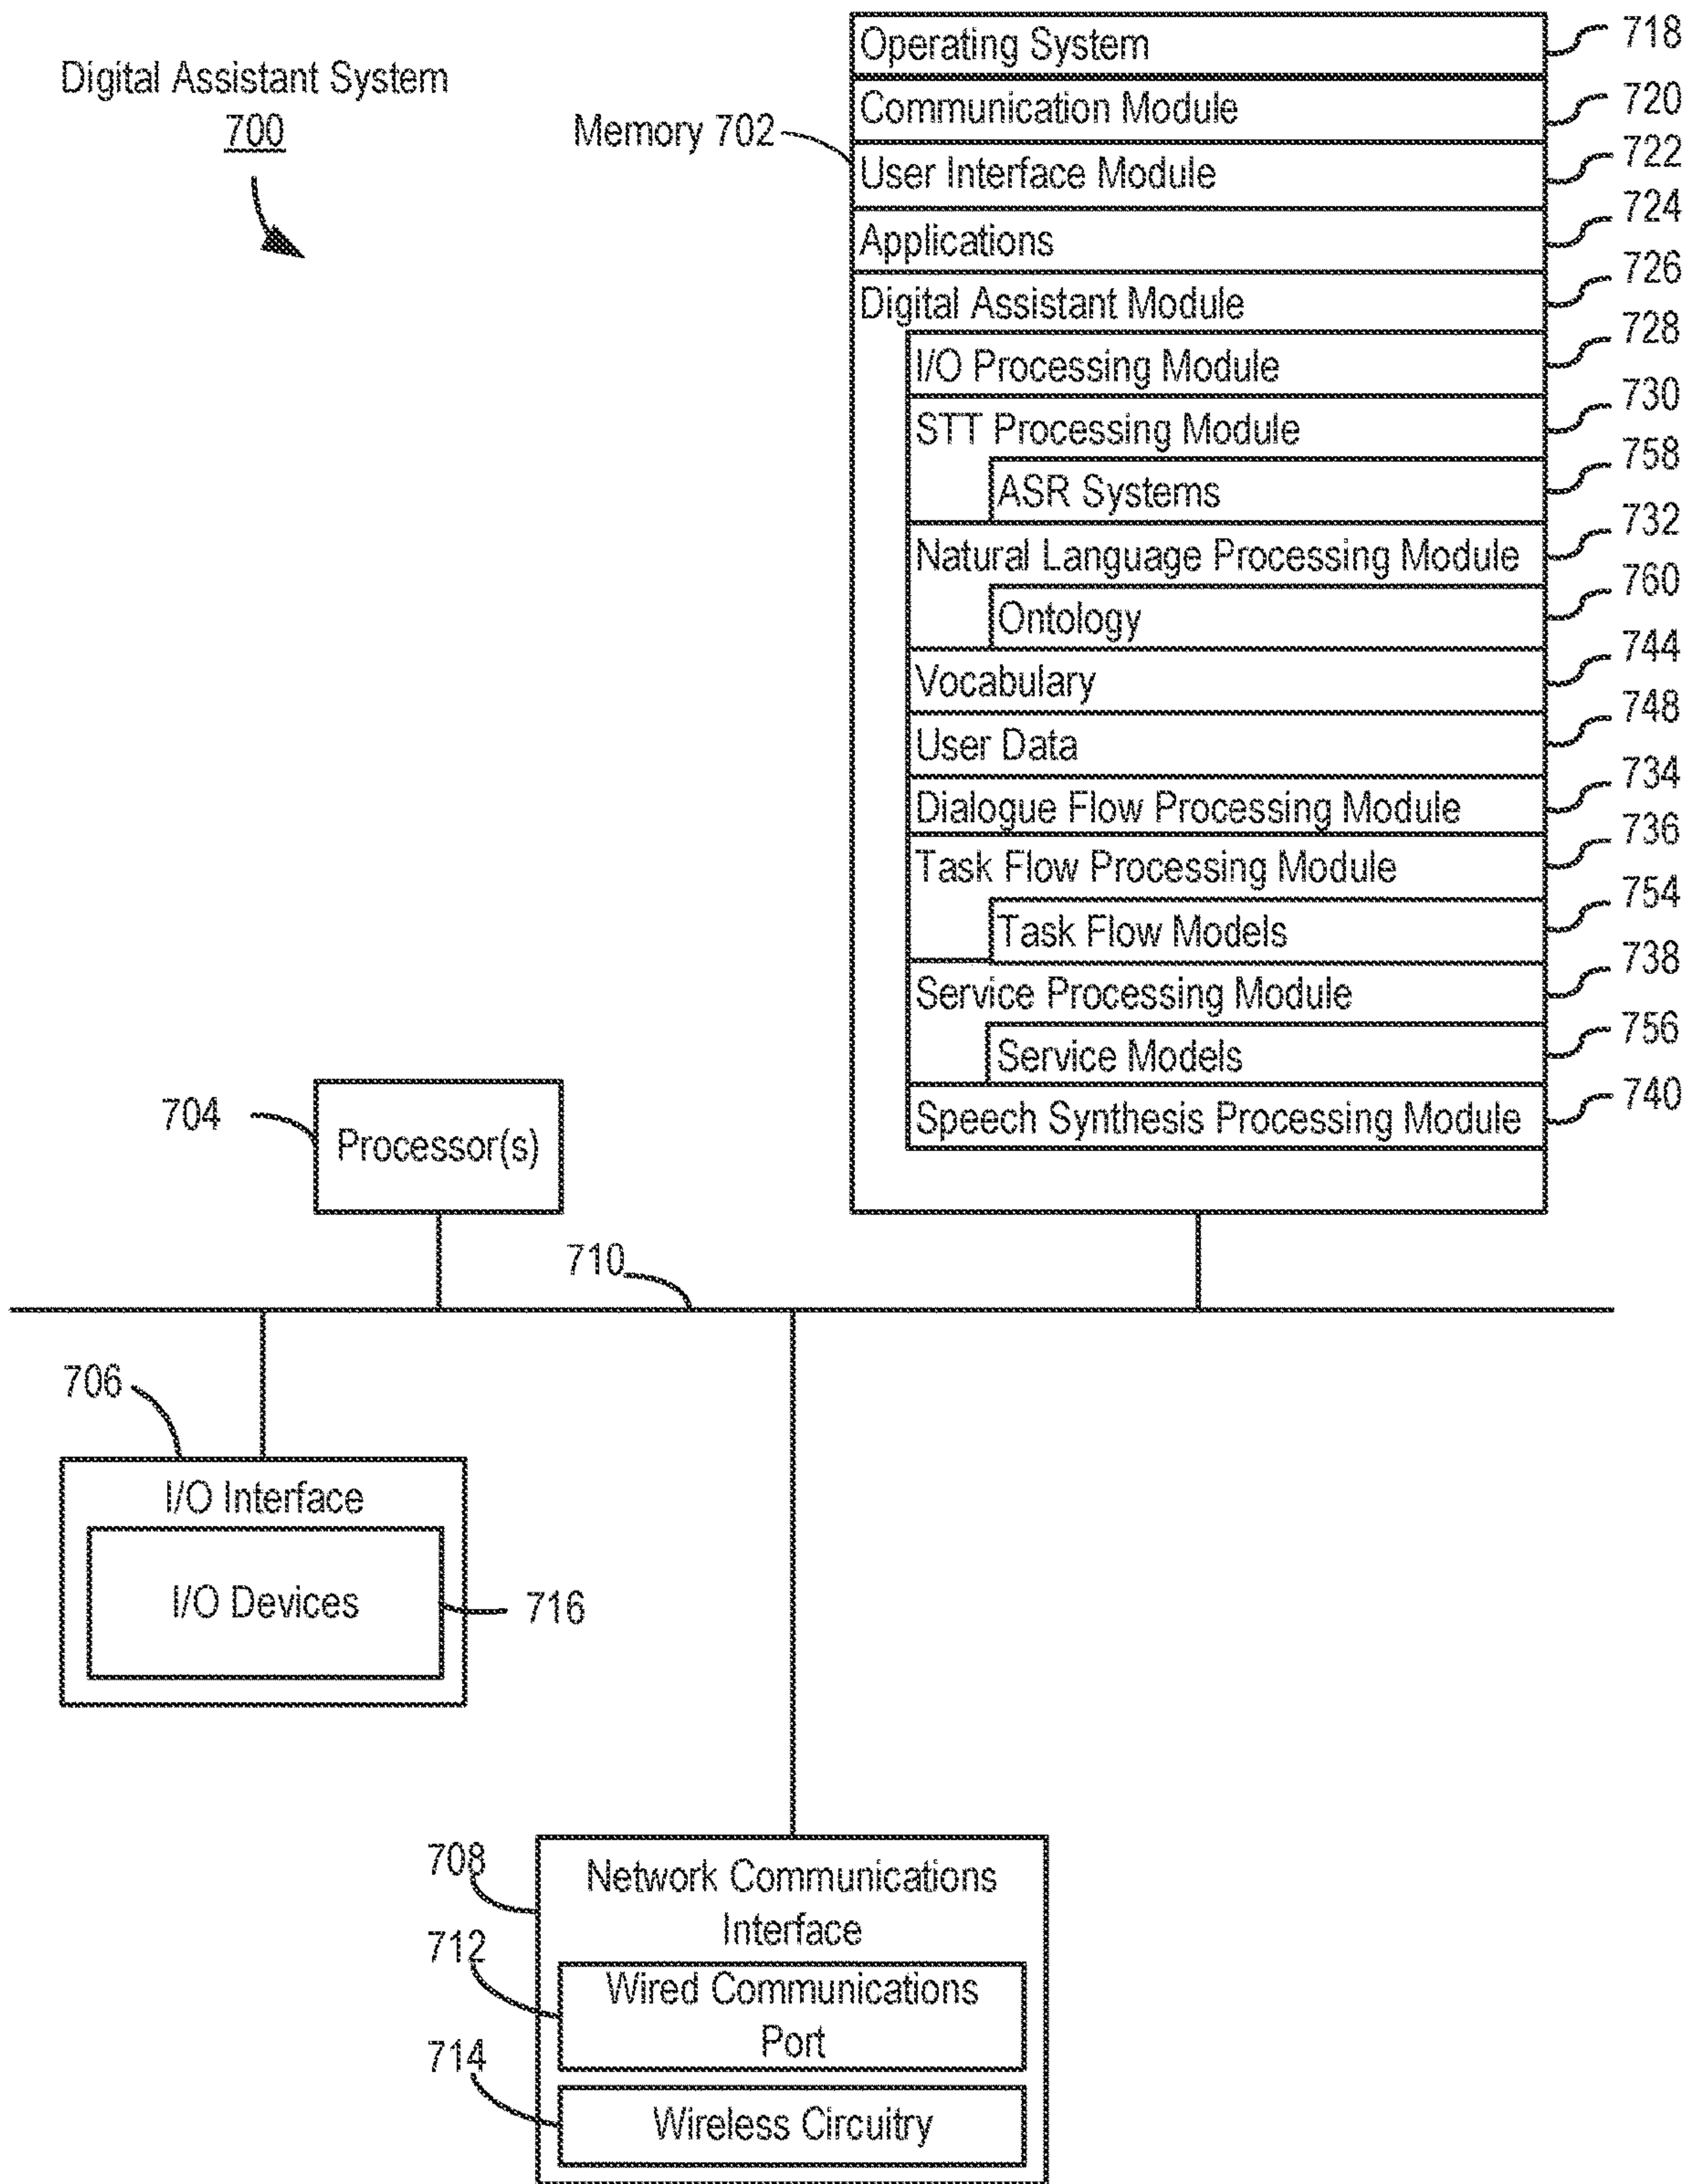 Digital Assistant System
700
Memory 702
Operating System 718
Communication Module 720
User Interface Module 722
Applications 724
Digital Assistant Module 726
I/O Processing Module 728
STT Processing Module 730
ASR Systems 758
Natural Language Processing Module 732
Ontology 760
Vocabulary 744
User Data 748
Dialogue Flow Processing Module 734
Task Flow Processing Module 736
Task Flow Models 754
Service Processing Module 738
Service Models 756
Speech Synthesis Processing Module 740
704
Processor(s)
710
706
I/O Interface
I/O Devices
716
708
Network Communications
Interface
712
Wired Communications
Port
714
Wireless Circuitry